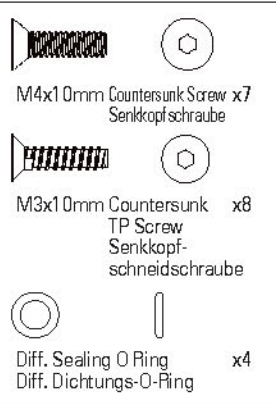 M4x10mm Countersunk Screw x7
Senkkopfschraube
M3x10mm Countersunk x8
TP Screw
Senkkopf-
schneidschraube
Diff. Sealing O Ring x4
Diff. Dichtungs-O-Ring